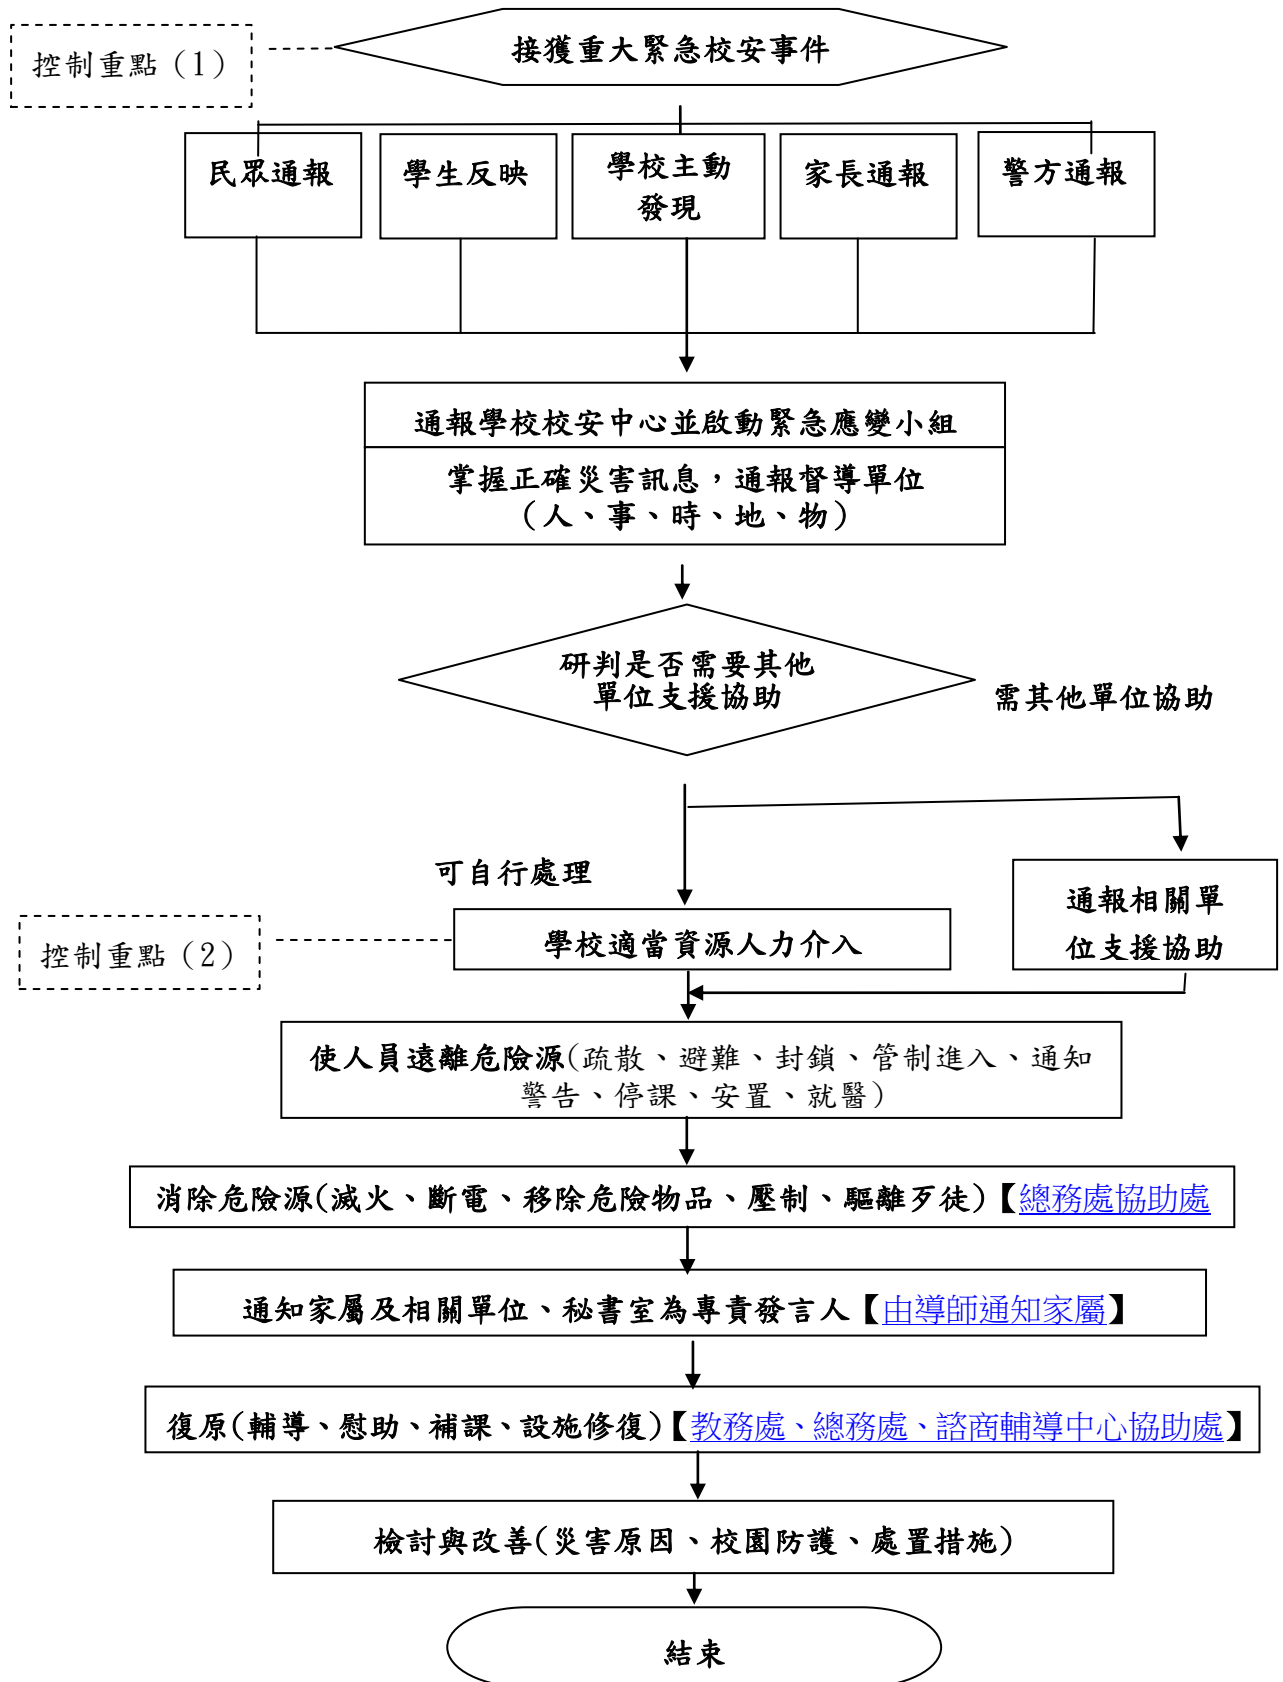 接獲重大緊急校安事件
控制重點（1）
民眾通報
學生反映
學校主動
發現
家長通報
警方通報
通報學校校安中心並啟動緊急應變小組
掌握正確災害訊息，通報督導單位
（人、事、時、地、物）
研判是否需要其他
單位支援協助
需其他單位協助
可自行處理
通報相關單
位支援協助
控制重點（2）
學校適當資源人力介入
使人員遠離危險源(疏散、避難、封鎖、管制進入、通知
警告、停課、安置、就醫)
消除危險源(滅火、斷電、移除危險物品、壓制、驅離歹徒)【總務處協助處
通知家屬及相關單位、秘書室為專責發言人【由導師通知家屬】
復原(輔導、慰助、補課、設施修復)【教務處、總務處、諮商輔導中心協助處】
檢討與改善(災害原因、校園防護、處置措施)
結束